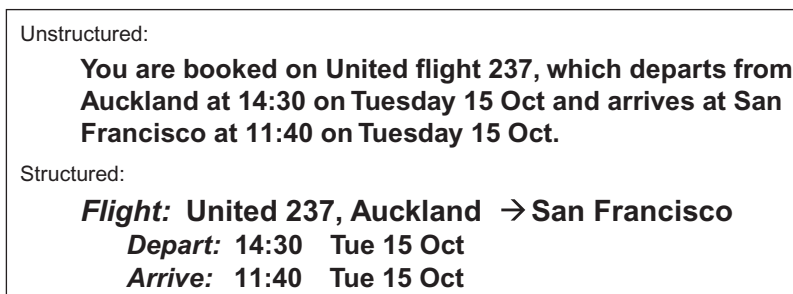 Unstructured:
You are booked on United flight 237, which departs from
Auckland at 14:30 on Tuesday 15 Oct and arrives at San
Francisco at 11:40 on Tuesday 15 Oct.
Structured:
Flight: United 237, Auckland → San Francisco
Depart: 14:30 Tue 15 Oct
Arrive: 11:40 Tue 15 Oct